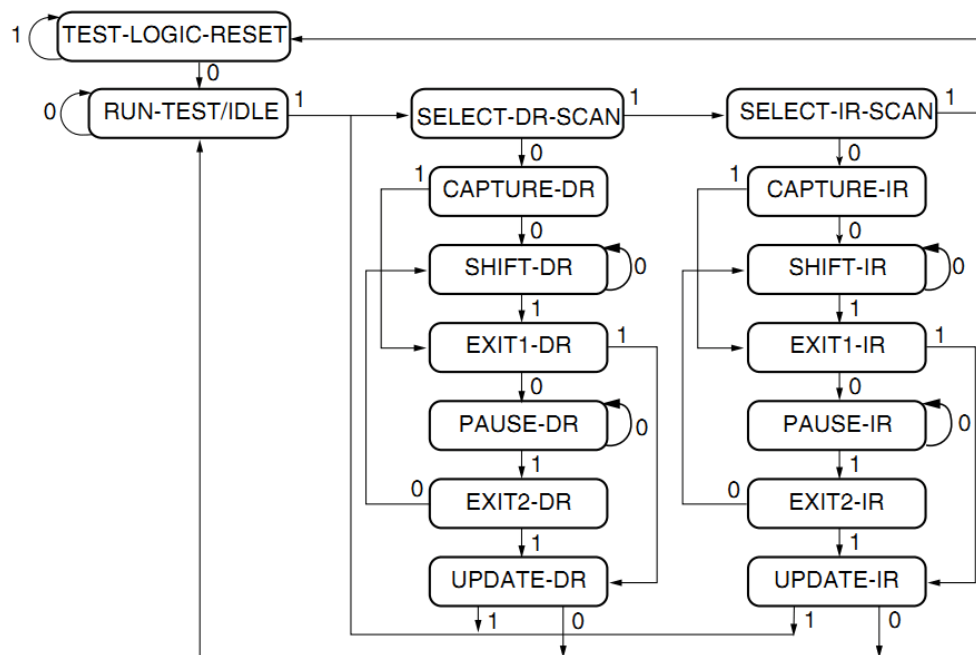 1 TEST-LOGIC-RESET
0
0 RUN-TEST/IDLE 1 SELECT-DR-SCAN 1 SELECT-IR-SCAN 1
0 0
1 CAPTURE-DR 1 CAPTURE-IR
0 0
SHIFT-DR 0 SHIFT-IR 0
1 1
EXIT1-DR 1 EXIT1-IR 1
0 0
PAUSE-DR 0 PAUSE-IR 0
1 1
0 EXIT2-DR 0 EXIT2-IR
1 1
UPDATE-DR UPDATE-IR
1 0 1 0